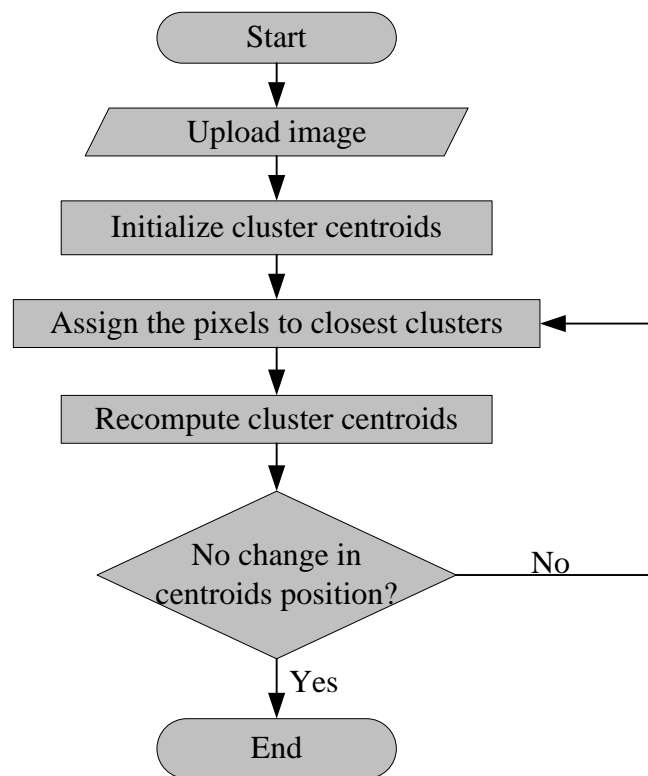 Start
Upload image
Initialize cluster centroids
Assign the pixels to closest clusters
Recompute cluster centroids
No change in
centroids position?
No
Yes
End